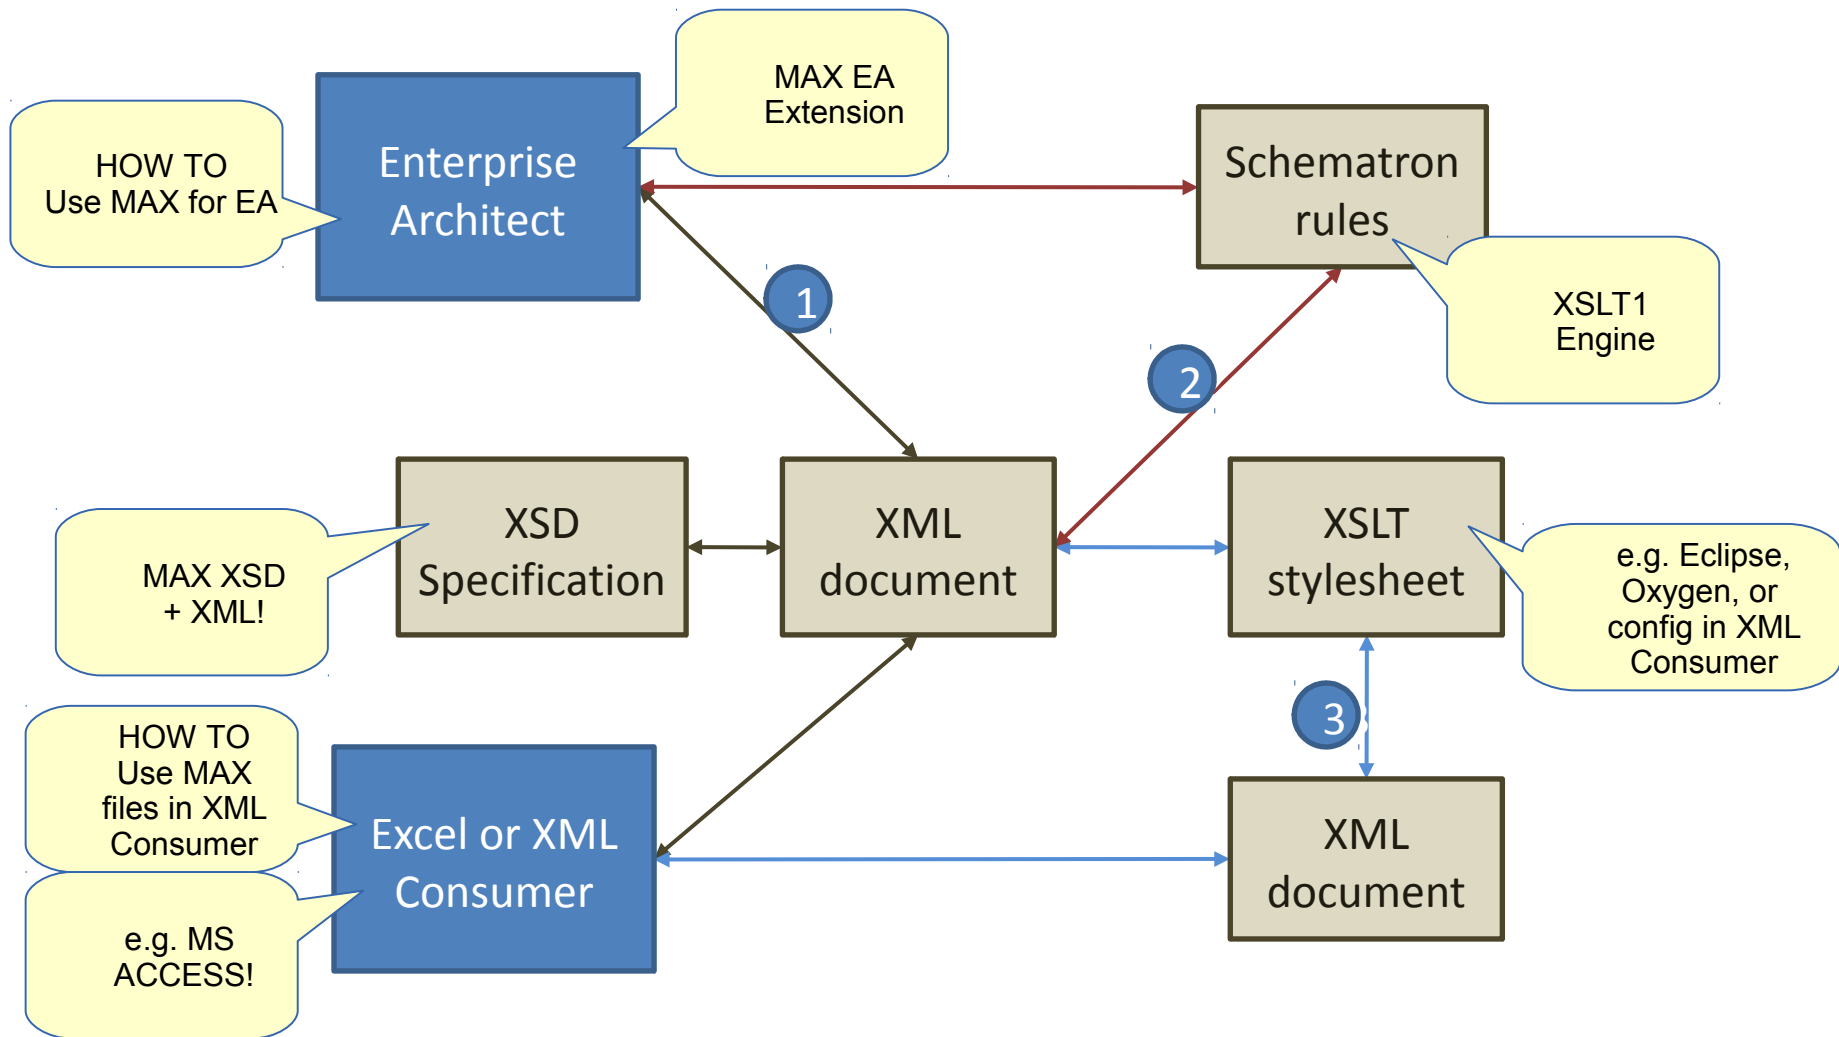 MAX EA
Extension
HOW TO
Use MAX for EA
Enterprise
Architect
Schematron
rules
XSLT1
Engine
1
2
XSD
Specification
XML
document
XSLT
stylesheet
MAX XSD
+ XML!
e.g. Eclipse,
Oxygen, or
config in XML
Consumer
3
HOW TO
Use MAX
files in XML
Consumer
Excel or XML
Consumer
XML
document
e.g. MS
ACCESS!